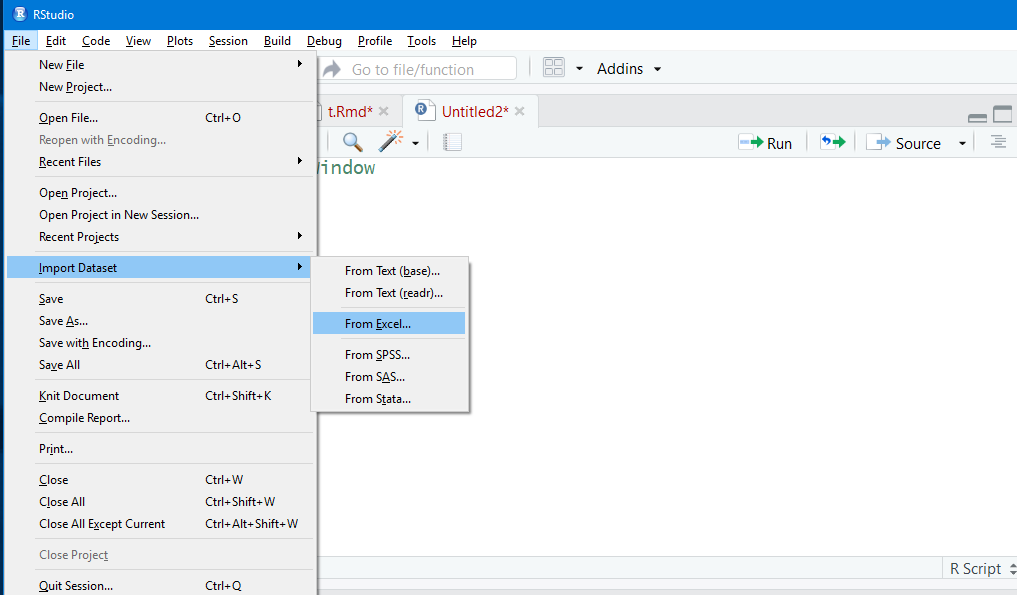 RStudio
File Edit Code View Plots Session Build Debug Profile Tools Help
New File
New Project...
Open File... Ctrl+O
Reopen with Encoding...
Recent Files
Open Project...
Open Project in New Session...
Recent Projects
Import Dataset
Save Ctrl+S
Save As...
Save with Encoding...
Save All Ctrl+Alt+S
Knit Document Ctrl+Shift+K
Compile Report...
Print...
Close Ctrl+W
Close All Ctrl+Shift+W
Close All Except Current Ctrl+Alt+Shift+W
Close Project
Quit Session... Ctrl+Q
From Text (base)...
From Text (readr)...
From Excel...
From SPSS...
From SAS...
From Stata...
Go to file/function Addins
t.Rmd* Untitled2*
Run Source
Window
R Script